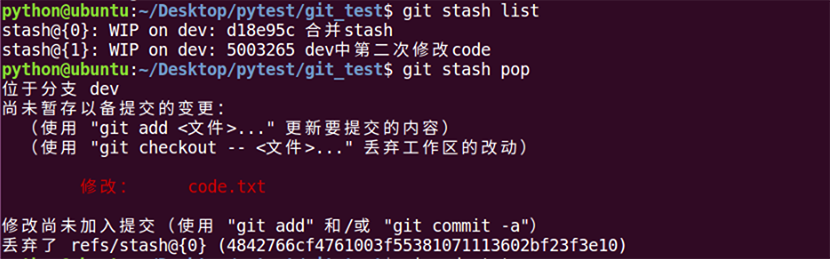 python@ubuntu:~/Desktop/pytest/git_test$ git stash list
stash@{0}: WIP on dev: d18e95c 合并stash
stash@{1}: WIP on dev: 5003265 dev中第二次修改code
python@ubuntu:~/Desktop/pytest/git_test$ git stash pop
位于分支 dev
尚未暂存以备提交的变更：
（使用 "git add <文件>..." 更新要提交的内容）
（使用 "git checkout -- <文件>..." 丢弃工作区的改动）
修改： code.txt
修改尚未加入提交（使用 "git add" 和/或 "git commit -a"）
丢弃了 refs/stash@{0} (4842766cf4761003f55381071113602bf23f3e10)